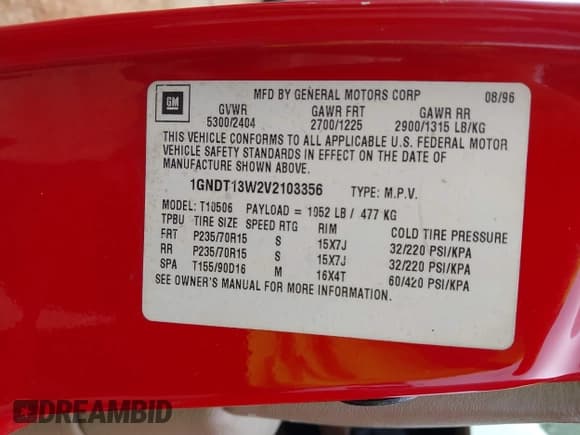 GM
MFD BY GENERAL MOTORS CORP 08/96
GVWR GAWR FRT GAWR RR
5300/2404 2700/1225 2900/1315 LB/KG
THIS VEHICLE CONFORMS TO ALL APPLICABLE U.S. FEDERAL MOTOR
VEHICLE SAFETY STANDARDS IN EFFECT ON THE DATE OF
MANUFACTURE SHOWN ABOVE.
1GNDT13W2V2103356 TYPE: M.P.V.
MODEL: T10506 PAYLOAD = 1052 LB / 477 KG
TPBU TIRE SIZE SPEED RTG RIM COLD TIRE PRESSURE
FRT P235/70R15 S 15X7J 32/220 PSI/KPA
RR P235/70R15 S 15X7J 32/220 PSI/KPA
SPA T155/90D16 M 16X4T 60/420 PSI/KPA
SEE OWNER'S MANUAL FOR MORE INFORMATION.
DREAMBID